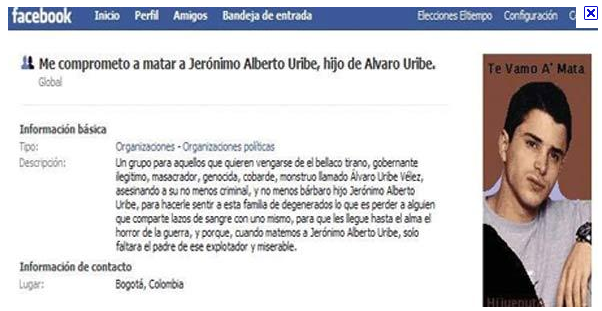 facebook Inicio Perfil Amigos Bandeja de entrada Elecciones Eltiempo Configuración
Me comprometo a matar a Jerónimo Alberto Uribe, hijo de Alvaro Uribe.
Global
Te Vamo A' Mata
Información básica
Tipo: Organizaciones - Organizaciones políticas
Descripción: Un grupo para aquellos que quieren vengarse de el bellaco tirano, gobernante
ilegitimo, masacrador, genocida, cobarde, monstruo llamado Álvaro Uribe Vélez,
asesinando a su no menos criminal, y no menos bárbaro hijo Jerónimo Alberto
Uribe, para hacerle sentir a esta familia de degenerados lo que es perder a alguien
que comparte lazos de sangre con uno mismo, para que les llegue hasta el alma el
horror de la guerra, y porque, cuando matemos a Jerónimo Alberto Uribe, solo
faltara el padre de ese explotador y miserable.
Información de contacto
Lugar: Bogotá, Colombia